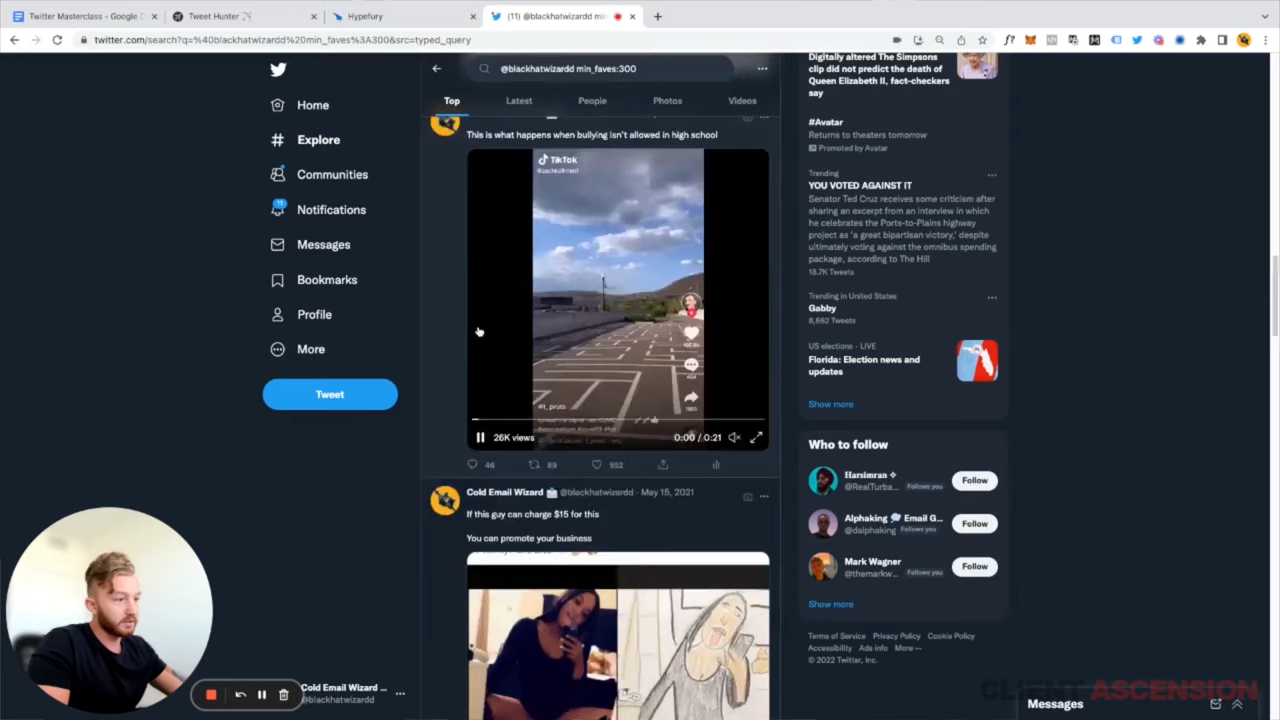 Twitter Masterclass - Google D
Tweet Hunter
Hypefury
(11) @blackhatwizardd min
twitter.com/search?q=%40blackhatwizardd%20min_faves%3A300&src=typed_query
Home
Explore
Communities
11
Notifications
Messages
Bookmarks
Profile
More
Tweet
Cold Email Wizard ...
@blackhatwizardd
@blackhatwizardd min_faves:300
Top
Latest
People
Photos
Videos
This is what happens when bullying isn't allowed in high school
TikTok
@t_pruts
26K views
0:00 / 0:21
46
89
552
Cold Email Wizard @blackhatwizardd · May 15, 2021
If this guy can charge $15 for this
You can promote your business
Digitally altered The Simpsons
clip did not predict the death of
Queen Elizabeth II, fact-checkers
say
#Avatar
Returns to theaters tomorrow
Promoted by Avatar
Trending
YOU VOTED AGAINST IT
Senator Ted Cruz receives some criticism after
sharing an excerpt from an interview in which
he celebrates the Ports-to-Plains highway
project as 'a great bipartisan victory,' despite
ultimately voting against the omnibus spending
package, according to The Hill
18.7K Tweets
Trending in United States
Gabby
8,662 Tweets
US elections · LIVE
Florida: Election news and
updates
Show more
Who to follow
Harsimran
@RealTurba...
Follows you
Follow
Alphaking Email G...
@dalphaking
Follows you
Follow
Mark Wagner
@themarkw...
Follows you
Follow
Show more
Terms of Service Privacy Policy Cookie Policy
Accessibility Ads info More ...
© 2022 Twitter, Inc.
CLIENT ASCENSION
Messages